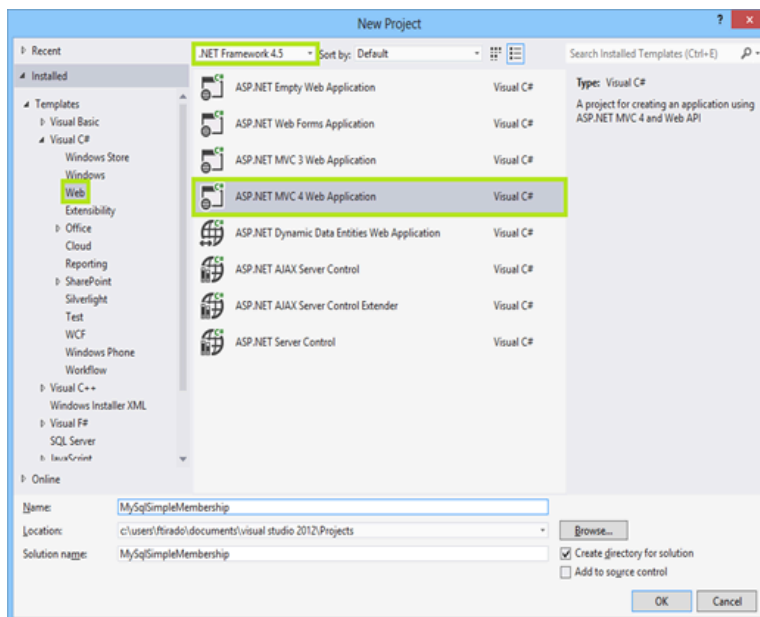 New Project
? x
Recent
.NET Framework 4.5 Sort by: Default
Search Installed Templates (Ctrl+E)
Installed
Templates
Visual Basic
Visual C#
Windows Store
Windows
Web
Extensibility
Office
Cloud
Reporting
SharePoint
Silverlight
Test
WCF
Windows Phone
Workflow
Visual C++
Windows Installer XML
Visual F#
SQL Server
JavaScript
Online
ASP.NET Empty Web Application Visual C#
ASP.NET Web Forms Application Visual C#
ASP.NET MVC 3 Web Application Visual C#
ASP.NET MVC 4 Web Application Visual C#
ASP.NET Dynamic Data Entities Web Application Visual C#
ASP.NET AJAX Server Control Visual C#
ASP.NET AJAX Server Control Extender Visual C#
ASP.NET Server Control Visual C#
Type: Visual C#
A project for creating an application using
ASP.NET MVC 4 and Web API
Name: MySqlSimpleMembership
Location: c:\users\ftirado\documents\visual studio 2012\Projects
Browse...
Solution name: MySqlSimpleMembership
Create directory for solution
Add to source control
OK Cancel